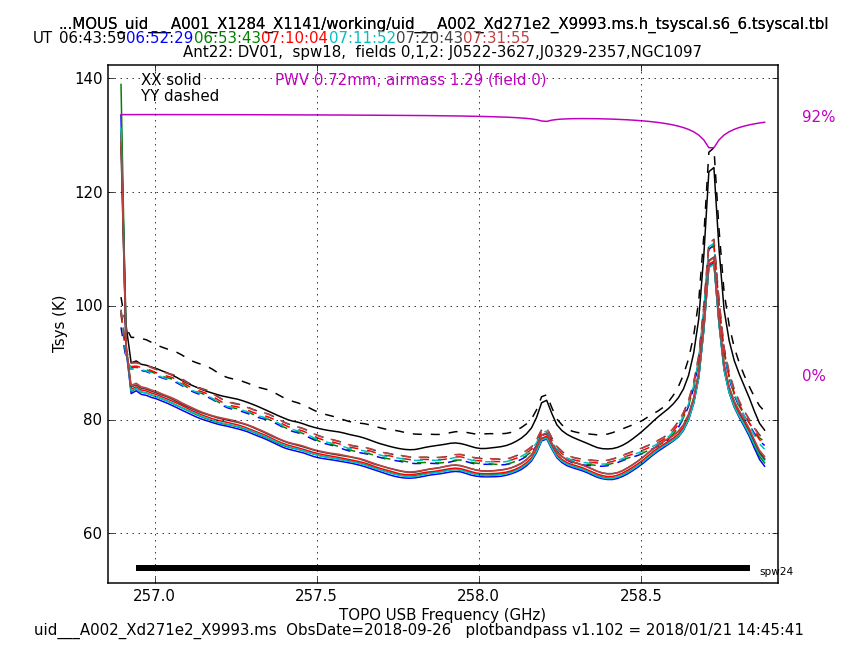 ...MOUS_uid___A001_X1284_X1141/working/uid___A002_Xd271e2_X9993.ms.h_tsyscal.s6_6.tsyscal.tbl
UT 06:43:59 06:52:29 06:53:43 07:10:04 07:11:52 07:20:43 07:31:55
Ant22: DV01, spw18, fields 0,1,2: J0522-3627,J0329-2357,NGC1097
XX solid
YY dashed
PWV 0.72mm, airmass 1.29 (field 0)
92%
0%
140
120
100
80
60
Tsys (K)
spw24
257.0 257.5 258.0 258.5
TOPO USB Frequency (GHz)
uid___A002_Xd271e2_X9993.ms ObsDate=2018-09-26 plotbandpass v1.102 = 2018/01/21 14:45:41